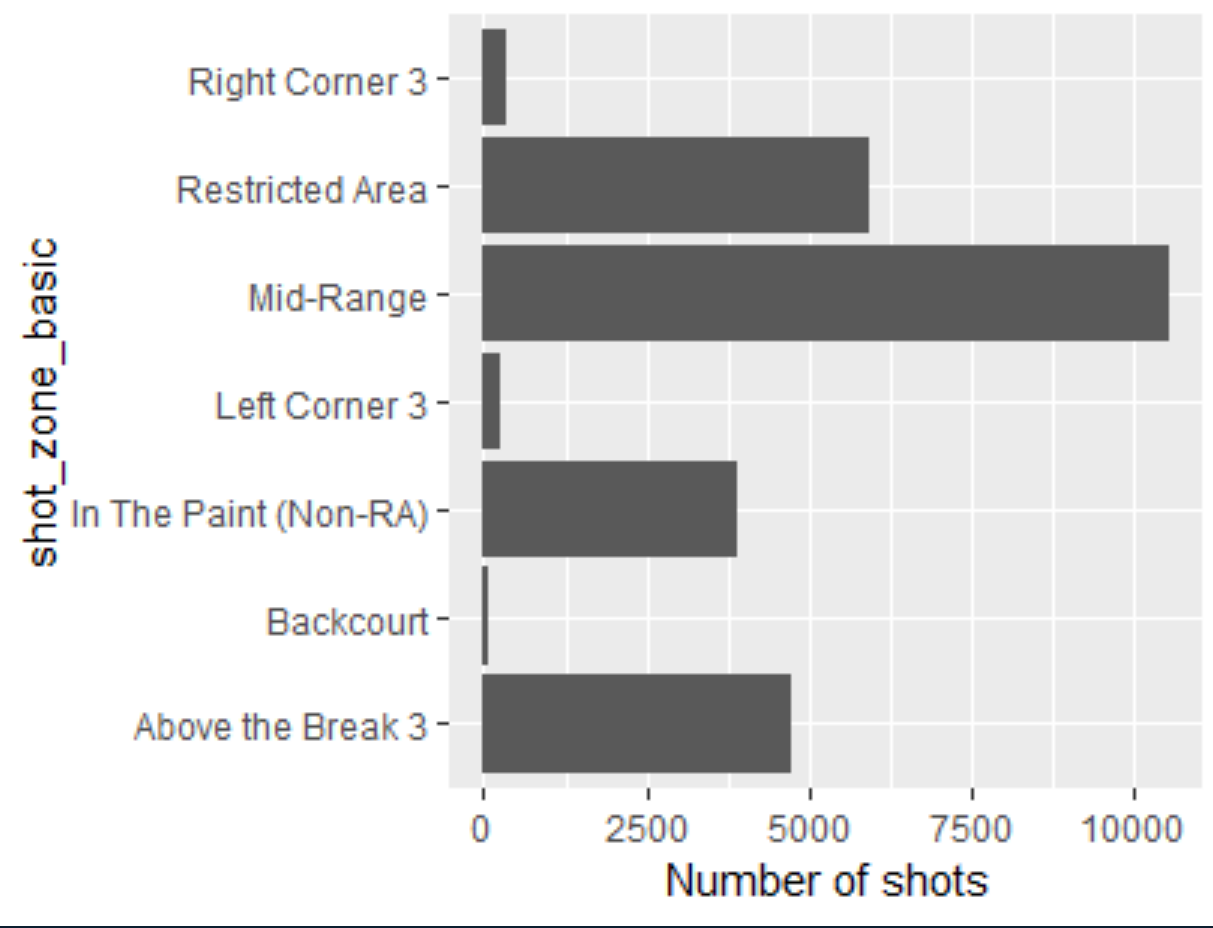 Right Corner 3
Restricted Area
Mid-Range
Left Corner 3
In The Paint (Non-RA)
Backcourt
Above the Break 3
shot_zone_basic
0 2500 5000 7500 10000
Number of shots